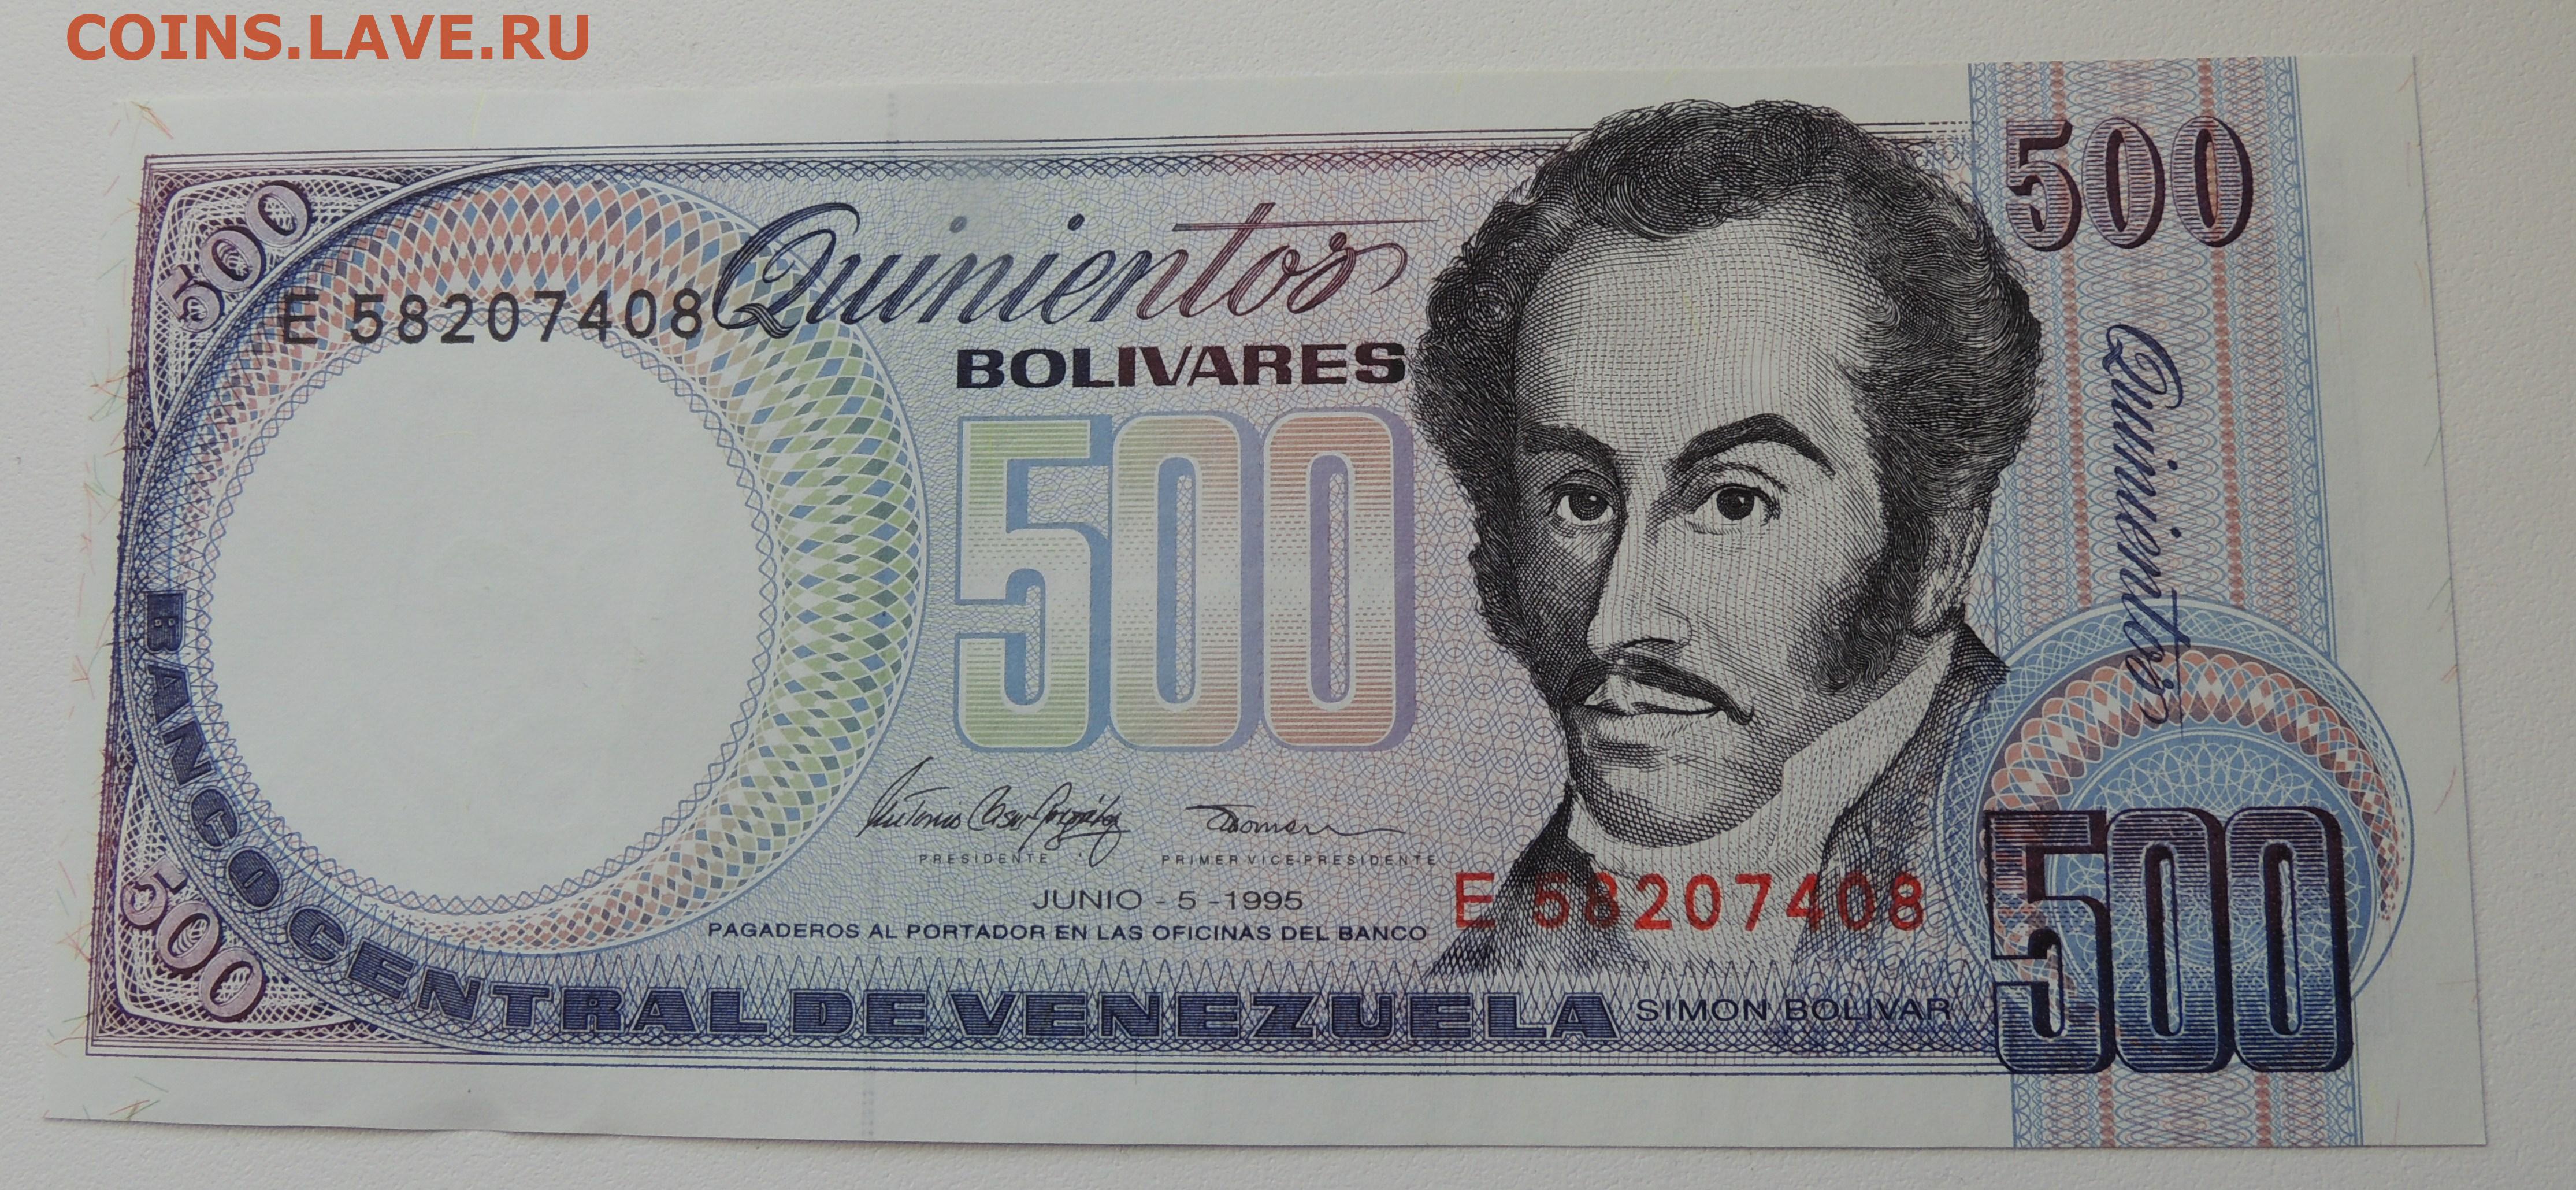 COINS.LAVE.RU
500
500
E 58207408
Quinientos
BOLIVARES
Quinientos
500
PRESIDENTE
PRIMER VICE-PRESIDENTE
JUNIO - 5 - 1995
PAGADEROS AL PORTADOR EN LAS OFICINAS DEL BANCO
E 58207408
500
BANCO CENTRAL DE VENEZUELA
SIMON BOLIVAR
500